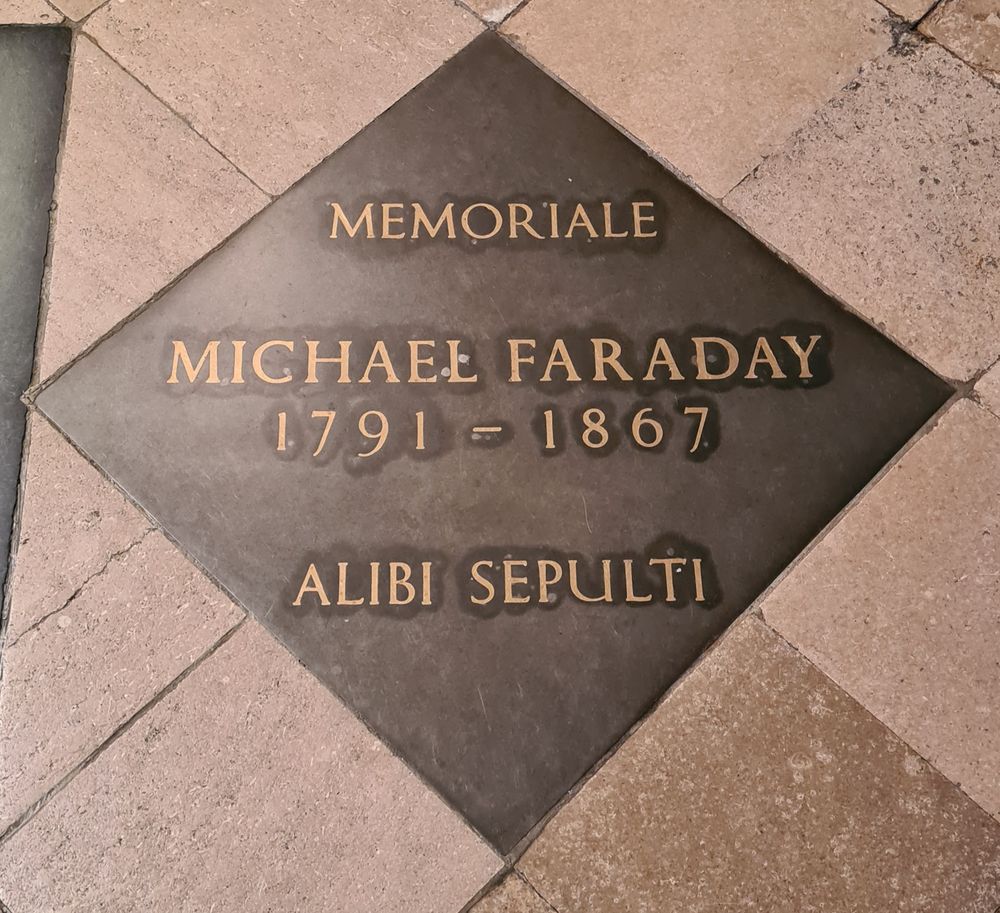 MEMORIALE
MICHAEL FARADAY
1791 – 1867
ALIBI SEPULTI